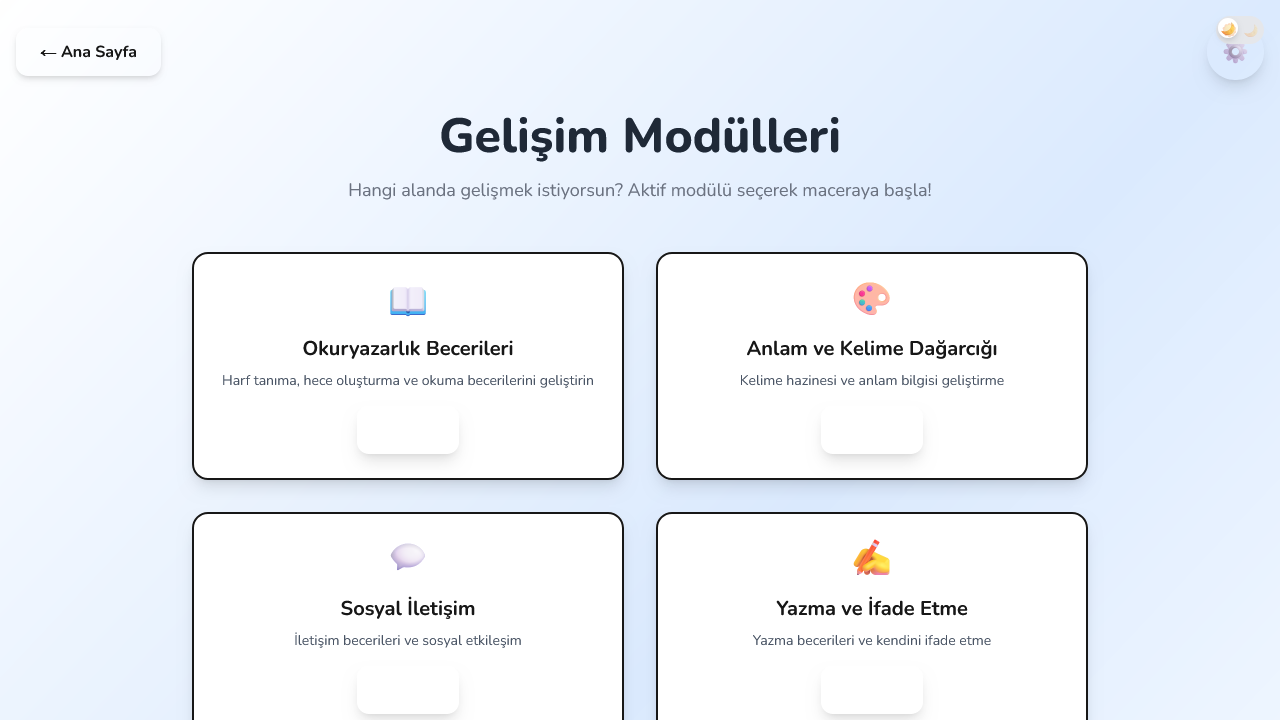 ← Ana Sayfa
Gelişim Modülleri
Hangi alanda gelişmek istiyorsun? Aktif modülü seçerek maceraya başla!
Okuryazarlık Becerileri
Harf tanıma, hece oluşturma ve okuma becerilerini geliştirin
Anlam ve Kelime Dağarcığı
Kelime hazinesi ve anlam bilgisi geliştirme
Sosyal İletişim
İletişim becerileri ve sosyal etkileşim
Yazma ve İfade Etme
Yazma becerileri ve kendini ifade etme